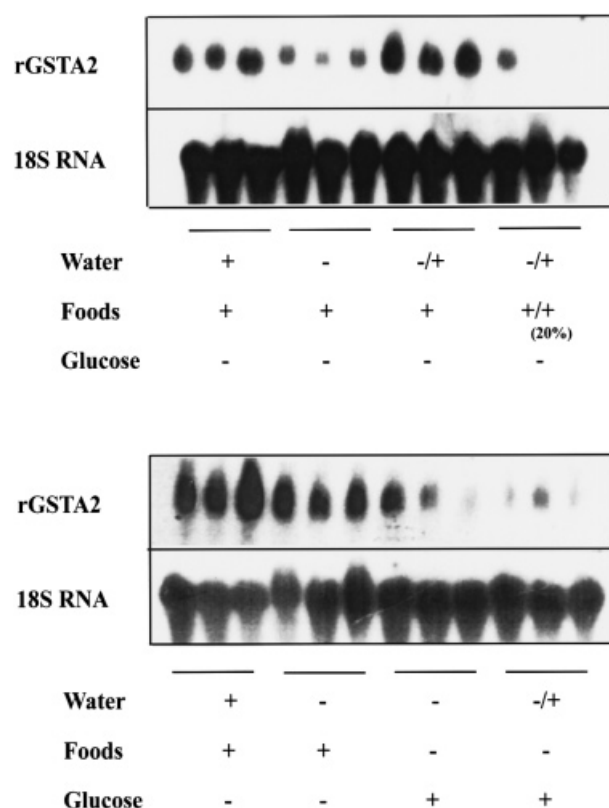 rGSTA2
18S RNA
Water + - -/+ -/+
Foods + + + +/+
(20%)
Glucose - - - -
rGSTA2
18S RNA
Water + - - -/+
Foods + + - -
Glucose - - + +